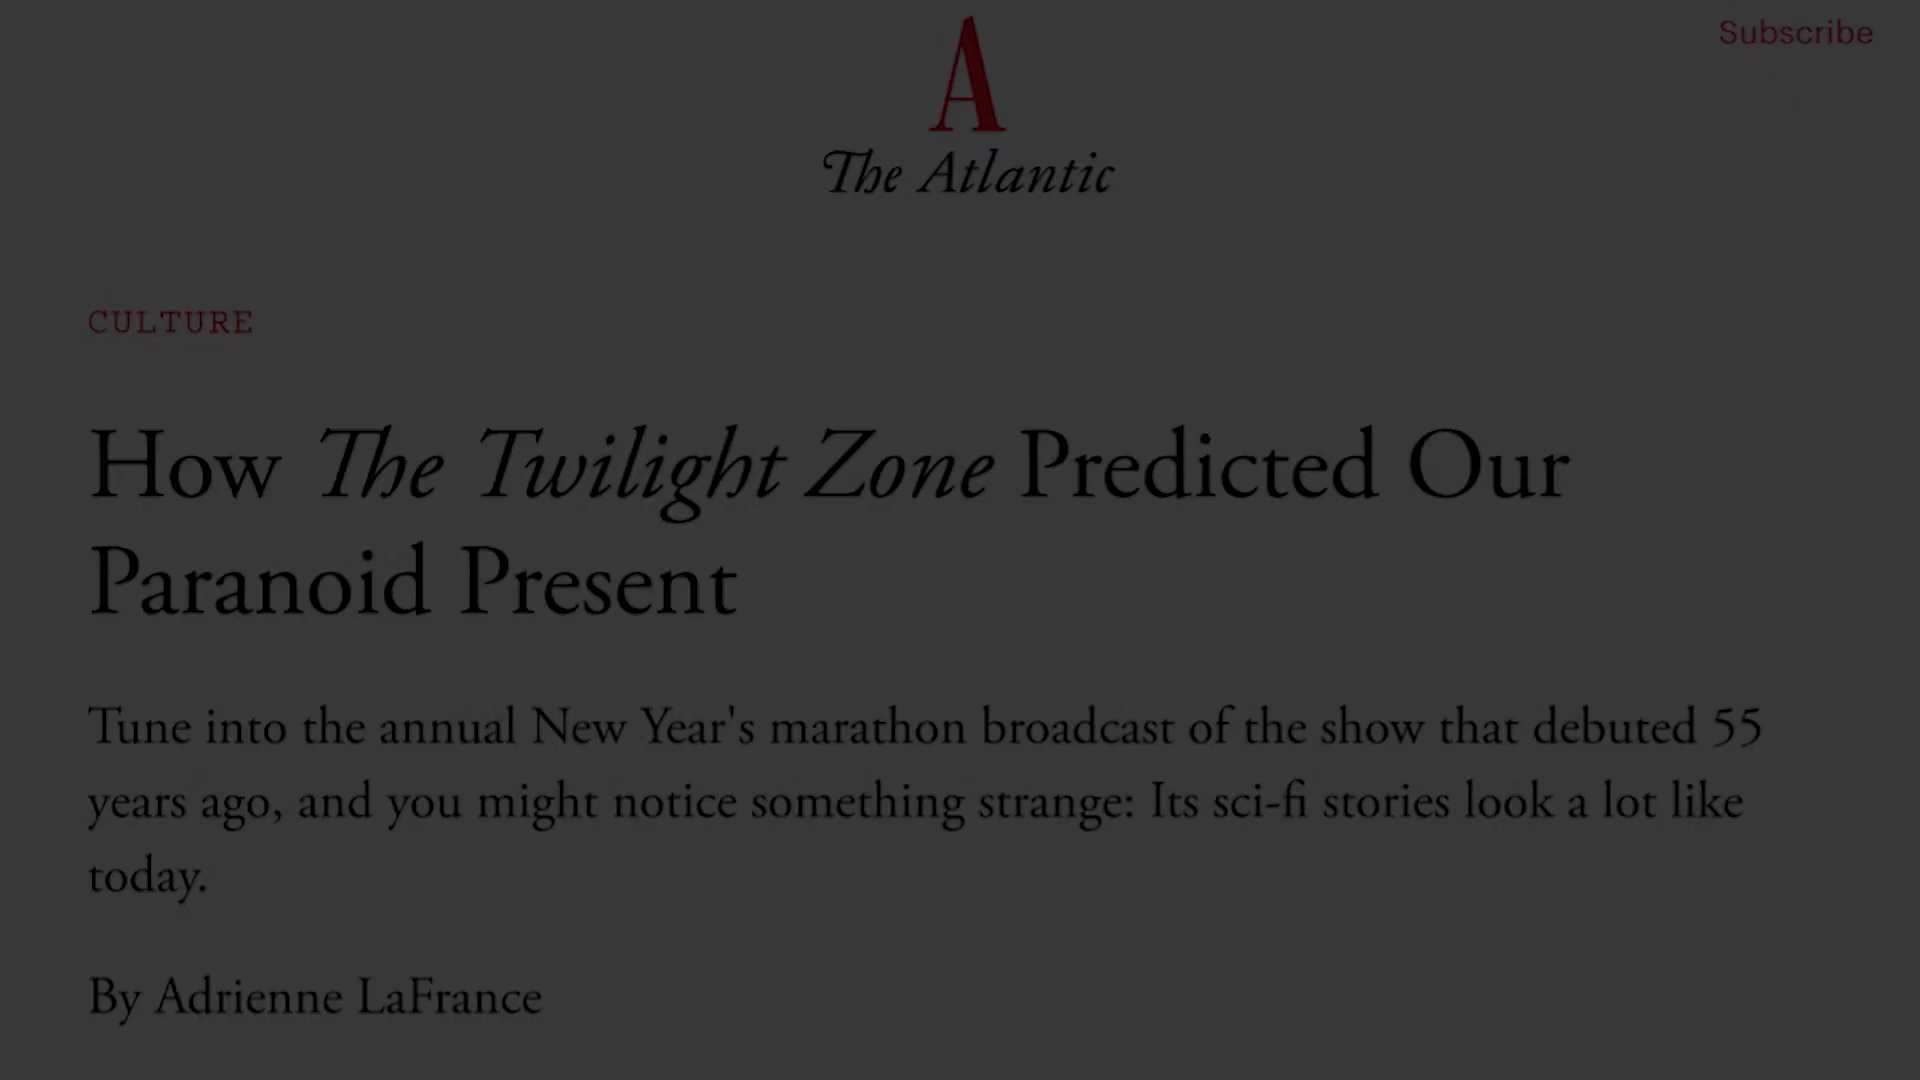 Subscribe
A
The Atlantic
CULTURE
How The Twilight Zone Predicted Our
Paranoid Present
Tune into the annual New Year's marathon broadcast of the show that debuted 55
years ago, and you might notice something strange: Its sci-fi stories look a lot like
today.
By Adrienne LaFrance